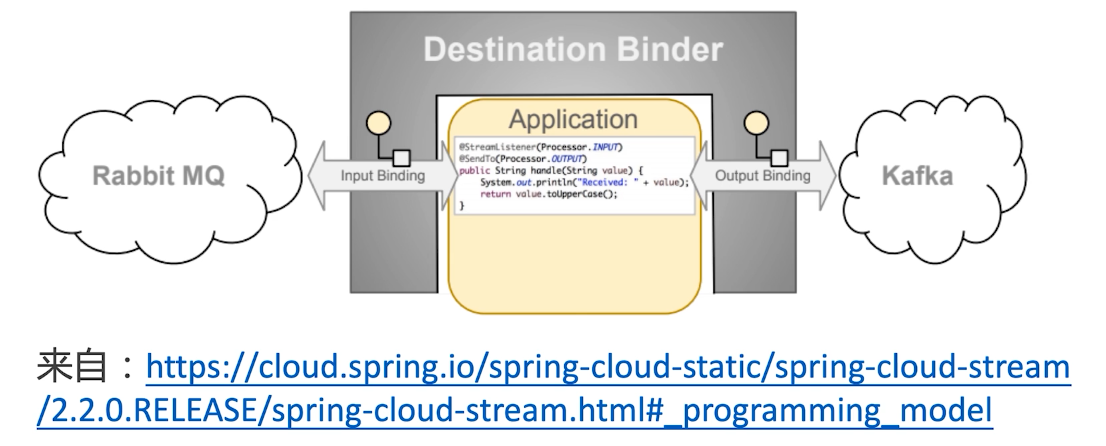 Destination Binder
Application
@StreamListener(Processor.INPUT)
@SendTo(Processor.OUTPUT)
public String handle(String value) {
    System.out.println("Received: " + value);
    return value.toUpperCase();
}
Rabbit MQ
Input Binding
Output Binding
Kafka
来自：https://cloud.spring.io/spring-cloud-static/spring-cloud-stream
/2.2.0.RELEASE/spring-cloud-stream.html#_programming_model